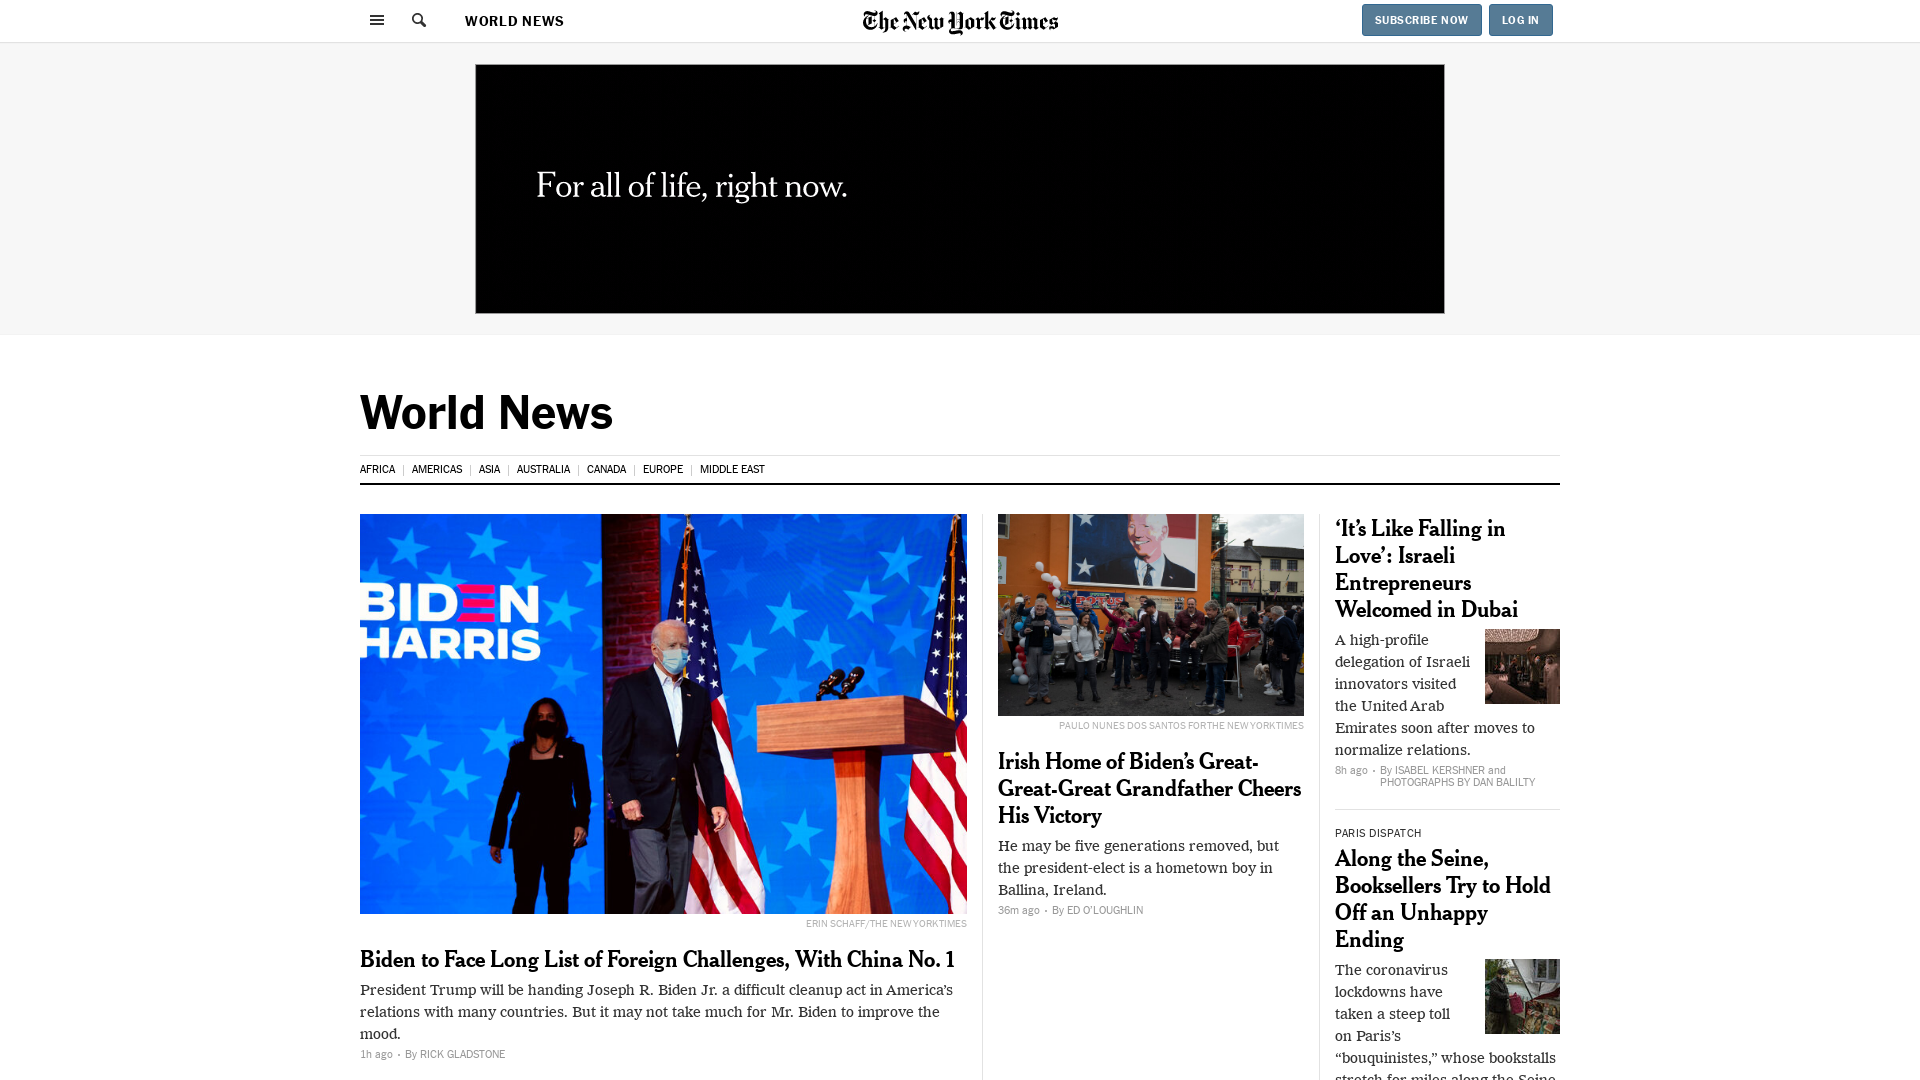 WORLD NEWS
The New York Times
SUBSCRIBE NOW
LOG IN
For all of life, right now.
World News
AFRICA
AMERICAS
ASIA
AUSTRALIA
CANADA
EUROPE
MIDDLE EAST
BIDEN
HARRIS
ERIN SCHAFF/THE NEW YORK TIMES
Biden to Face Long List of Foreign Challenges, With China No. 1
President Trump will be handing Joseph R. Biden Jr. a difficult cleanup act in America’s
relations with many countries. But it may not take much for Mr. Biden to improve the
mood.
1h ago • By RICK GLADSTONE
PAULO NUNES DOS SANTOS FOR THE NEW YORK TIMES
Irish Home of Biden’s Great-
Great-Great Grandfather Cheers
His Victory
He may be five generations removed, but
the president-elect is a hometown boy in
Ballina, Ireland.
36m ago • By ED O’LOUGHLIN
‘It’s Like Falling in
Love’: Israeli
Entrepreneurs
Welcomed in Dubai
A high-profile
delegation of Israeli
innovators visited
the United Arab
Emirates soon after moves to
normalize relations.
8h ago • By ISABEL KERSHNER and
PHOTOGRAPHS BY DAN BALILTY
PARIS DISPATCH
Along the Seine,
Booksellers Try to Hold
Off an Unhappy
Ending
The coronavirus
lockdowns have
taken a steep toll
on Paris’s
“bouquinistes,” whose bookstalls
stretch for miles along the Seine